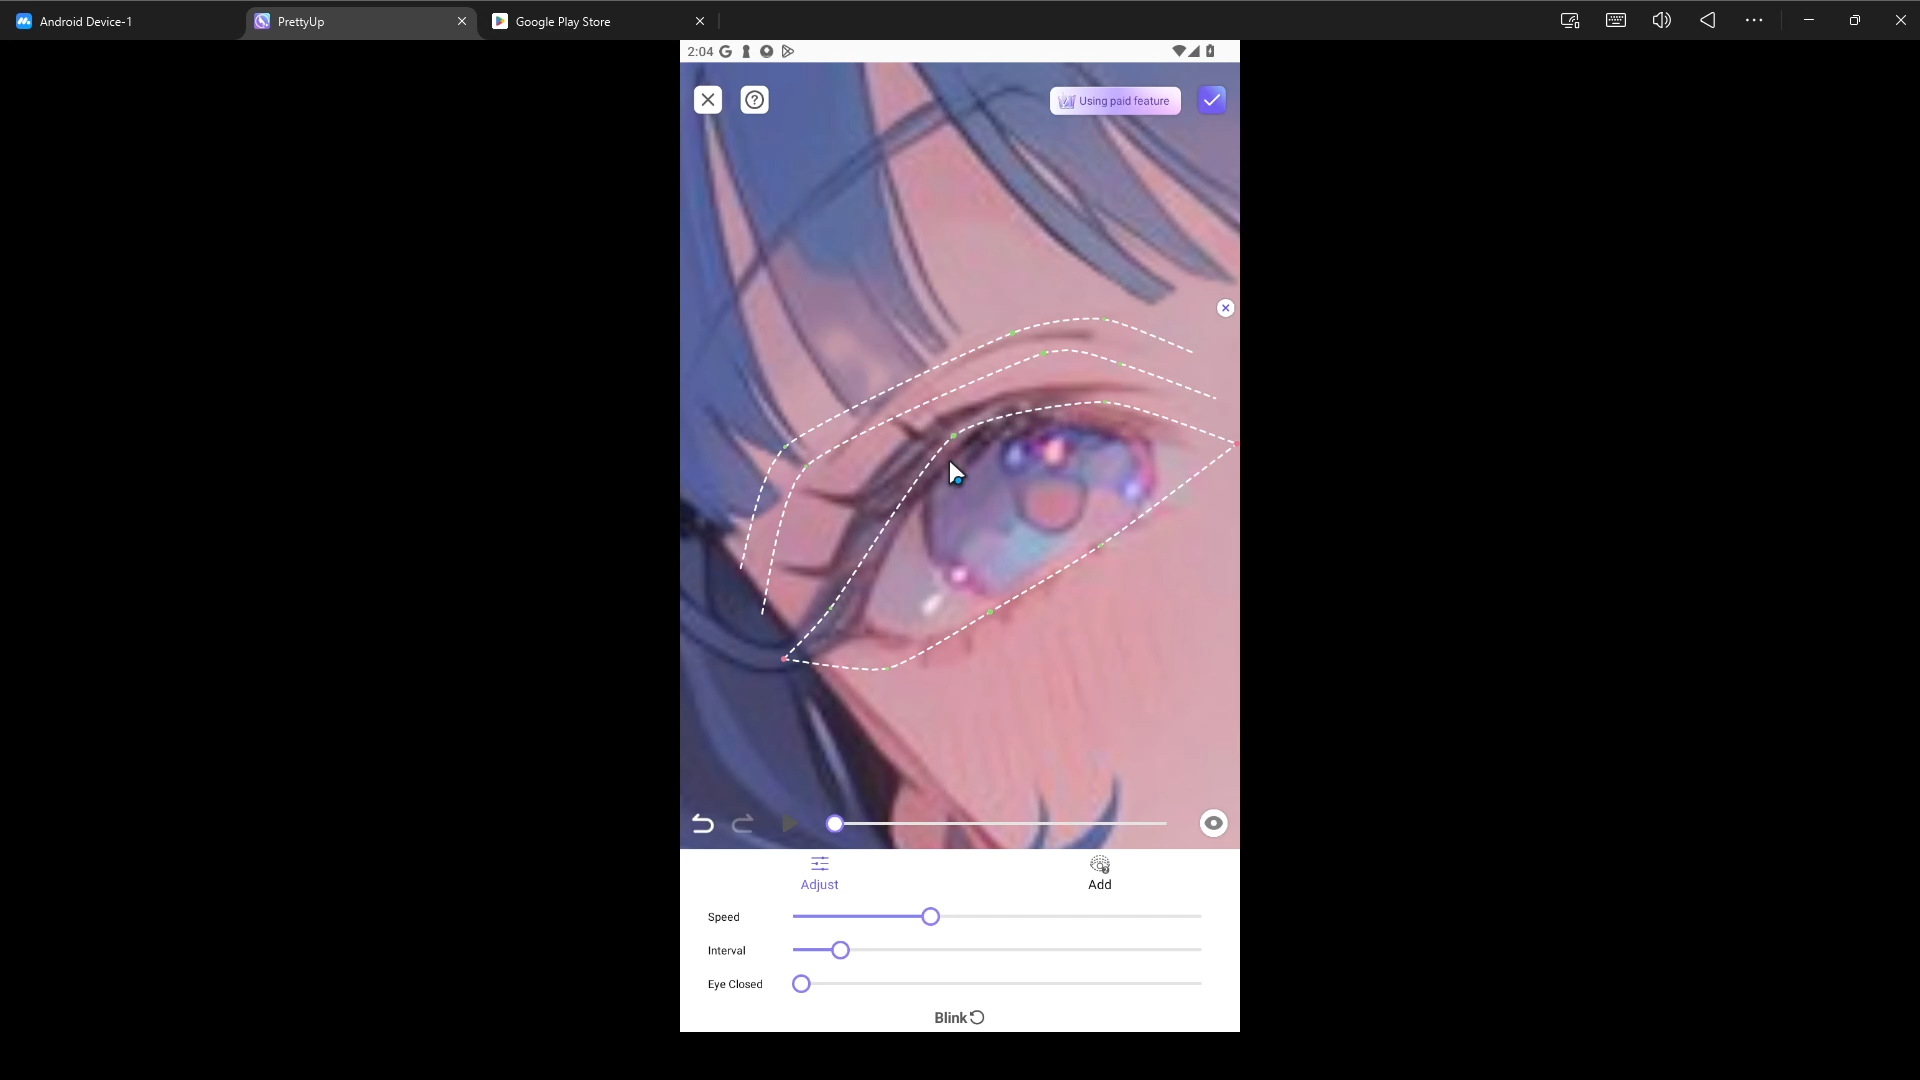 Android Device-1
PrettyUp
Google Play Store
2:04
Using paid feature
Adjust
Add
Speed
Interval
Eye Closed
Blink